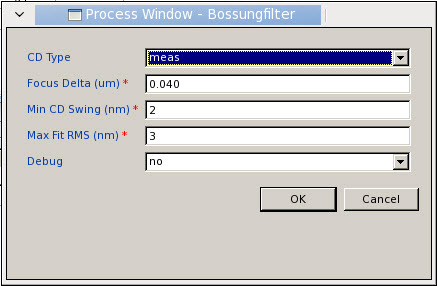 Process Window - Bossungfilter
CD Type meas
Focus Delta (um) * 0.040
Min CD Swing (nm) * 2
Max Fit RMS (nm) * 3
Debug no
OK Cancel